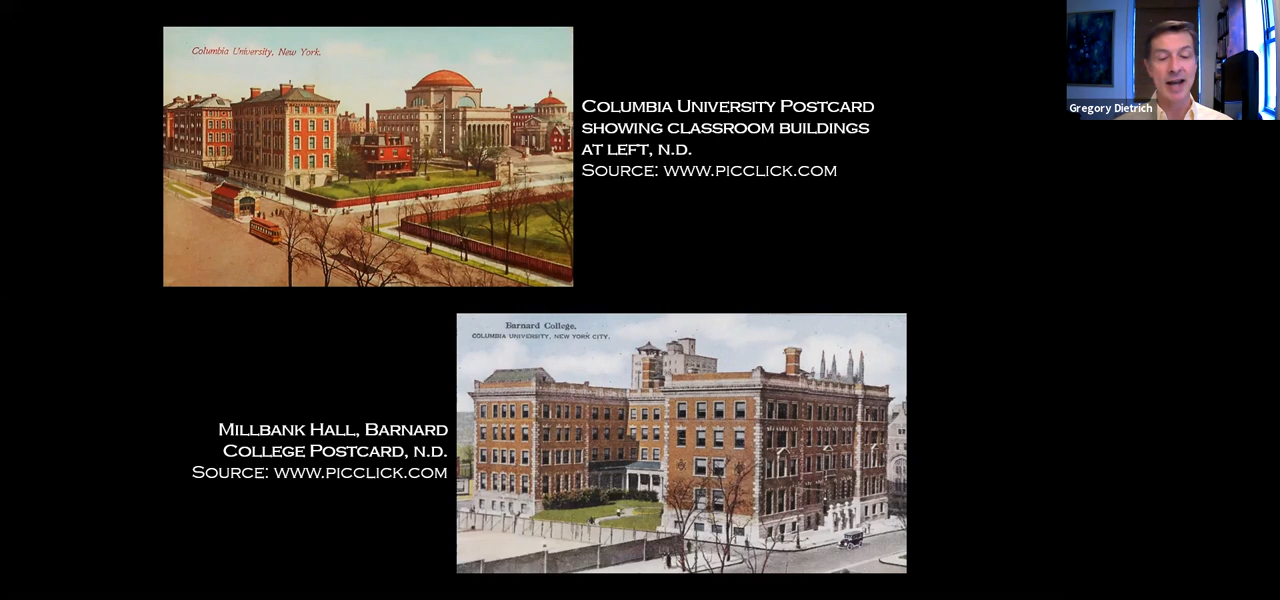 Columbia University, New York.
Columbia University Postcard
showing classroom buildings
at left, n.d.
Source: www.picclick.com
Gregory Dietrich
Barnard College,
COLUMBIA UNIVERSITY, NEW YORK CITY.
Millbank Hall, Barnard
College Postcard, n.d.
Source: www.picclick.com